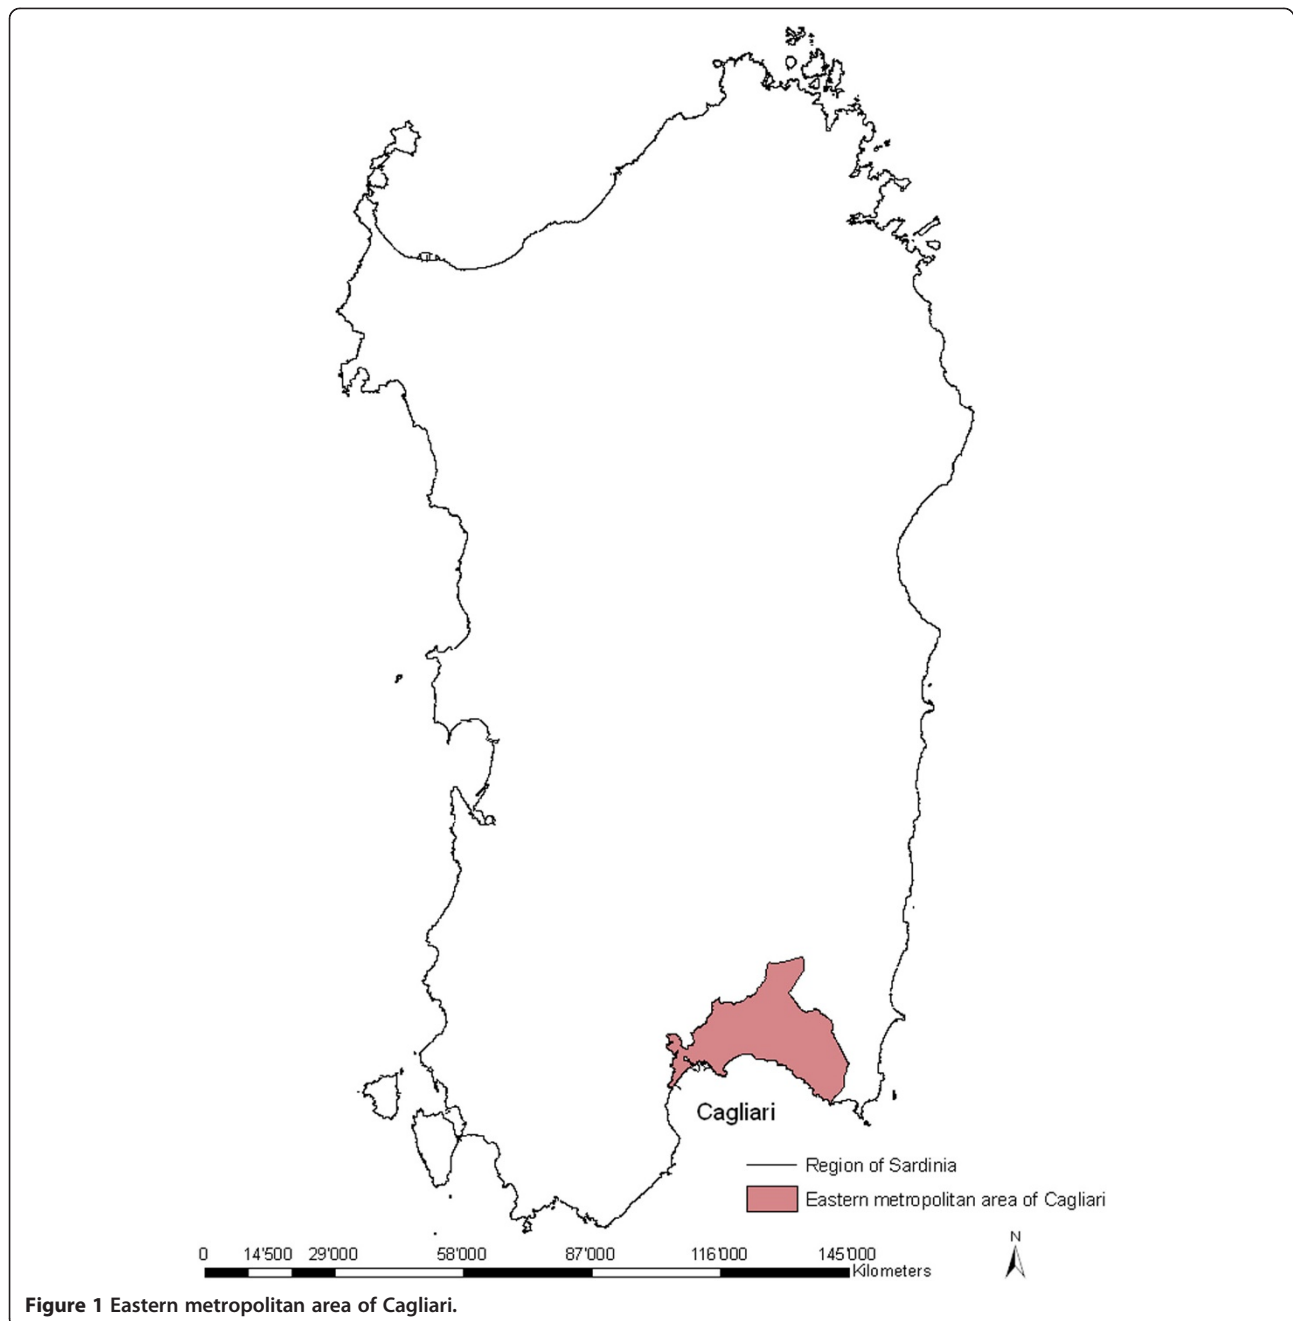 Cagliari
Region of Sardinia
Eastern metropolitan area of Cagliari
N
0 14'500 29'000 58'000 87'000 116'000 145'000
Kilometers
Figure 1 Eastern metropolitan area of Cagliari.